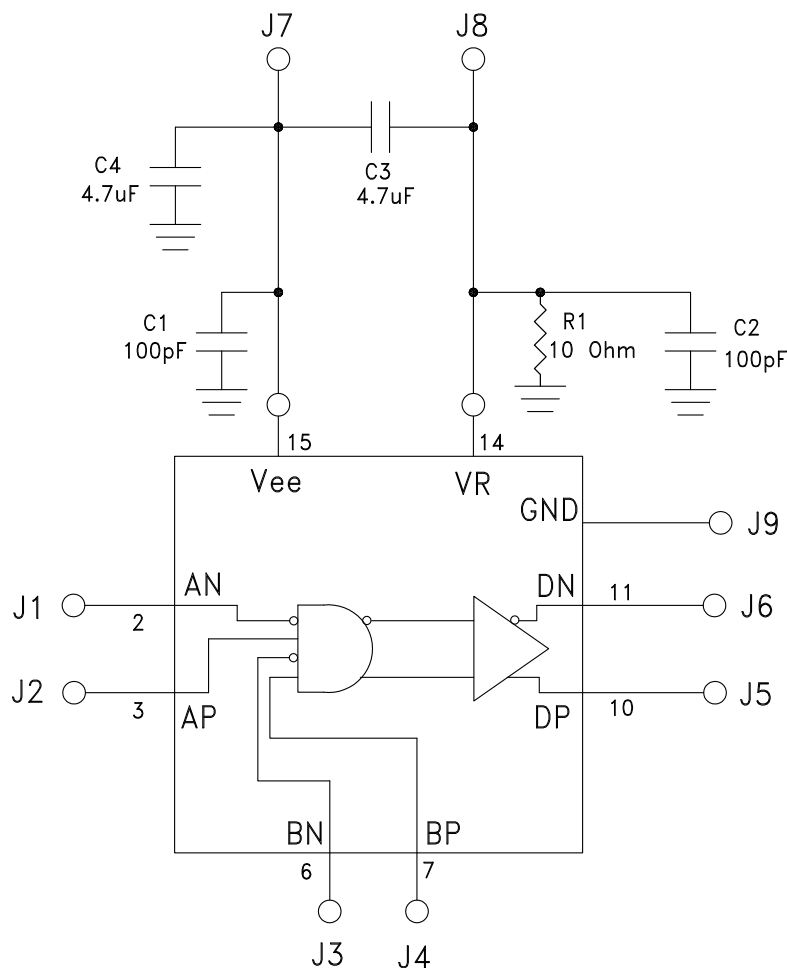 J7
J8
C4
4.7uF
C3
4.7uF
C1
100pF
R1
10 Ohm
C2
100pF
15
14
Vee
VR
GND
J9
J1
2
AN
DN
11
J6
J2
3
AP
DP
10
J5
BN
BP
6
7
J3
J4